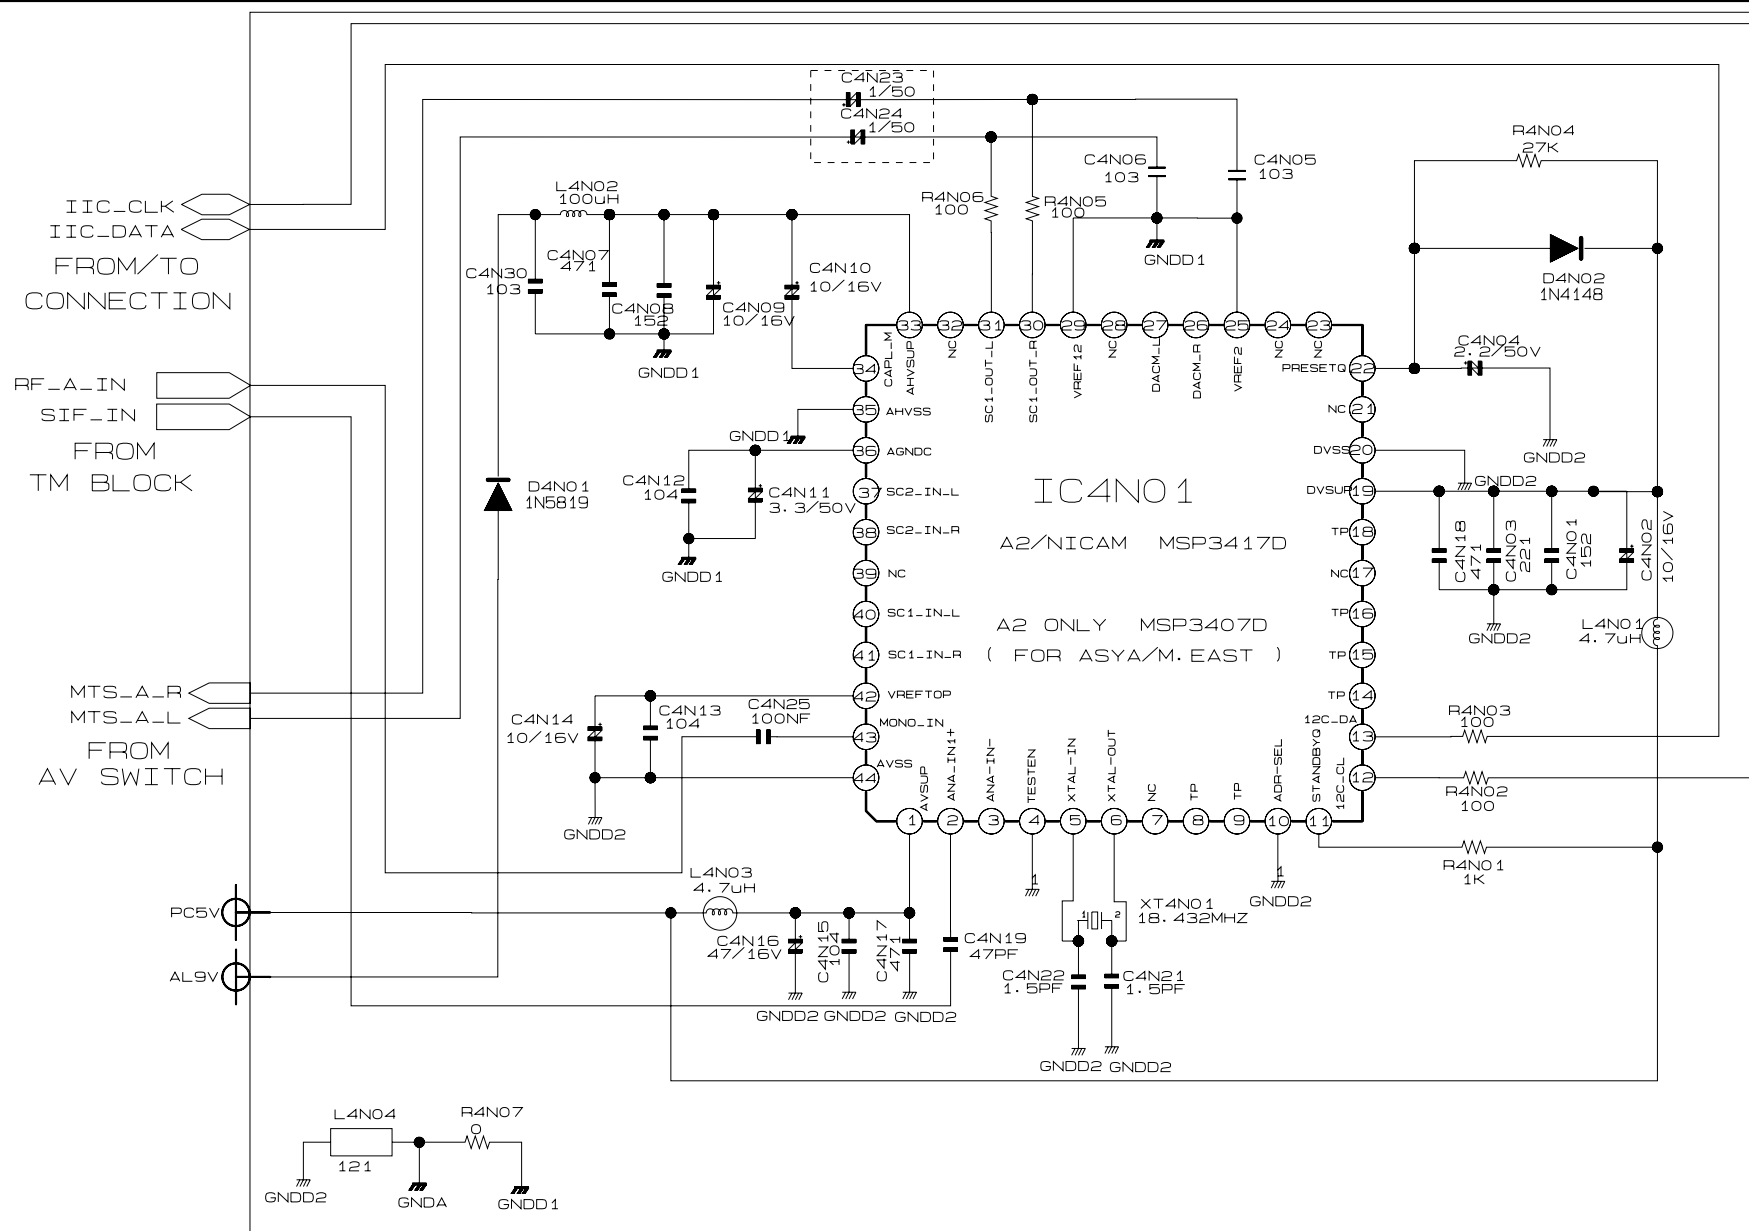 C4N23
1/50
C4N24
1/50
R4N04
27K
C4N06
103
C4N05
103
L4N02
100uH
R4N06
100
R4N05
100
IIC_CLK
IIC_DATA
FROM/TO
CONNECTION
GNDD1
C4N30
103
C4N07
471
C4N08
152
C4N09
10/16V
C4N10
10/16V
D4N02
1N4148
GNDD1
C4N04
2.2/50V
GNDD2
RF_A_IN
SIF_IN
FROM
TM BLOCK
33
32
31
30
29
28
27
26
25
24
23
CAPL_M
AHVSUP
NC
SC1_OUT_L
SC1_OUT_R
VREF12
NC
DACM_L
DACM_R
VREF2
NC
NC
34
35 AHVSS
36 AGNDC
37 SC2_IN_L
38 SC2_IN_R
39 NC
40 SC1_IN_L
41 SC1_IN_R
42 VREFTOP
43 MONO_IN
44 AVSS
PRESETQ 22
NC 21
DVSS 20
DVSUP 19
TP 18
NC 17
TP 16
TP 15
TP 14
12C_DA 13
12C_CL 12
GNDD1
C4N12
104
C4N11
3.3/50V
GNDD1
D4N01
1N5819
IC4N01
A2/NICAM MSP3417D
A2 ONLY MSP3407D
( FOR ASYA/M.EAST )
GNDD2
C4N18
471
C4N03
221
C4N01
152
C4N02
10/16V
GNDD2
L4N01
4.7uH
MTS_A_R
MTS_A_L
FROM
AV SWITCH
C4N14
10/16V
C4N13
104
C4N25
100NF
GNDD2
R4N03
100
R4N02
100
R4N01
1K
AVSUP
ANA_IN1+
ANA-IN-
TESTEN
XTAL-IN
XTAL-OUT
NC
TP
TP
ADR-SEL
STANDBYQ
1
2
3
4
5
6
7
8
9
10
11
1
1
GNDD2
PC5V
AL9V
L4N03
4.7uH
C4N16
47/16V
C4N15
104
C4N17
471
C4N19
47PF
GNDD2
GNDD2
GNDD2
XT4N01
18.432MHZ
1
2
C4N22
1.5PF
C4N21
1.5PF
GNDD2
GNDD2
L4N04
121
R4N07
0
GNDD2
GNDA
GNDD1